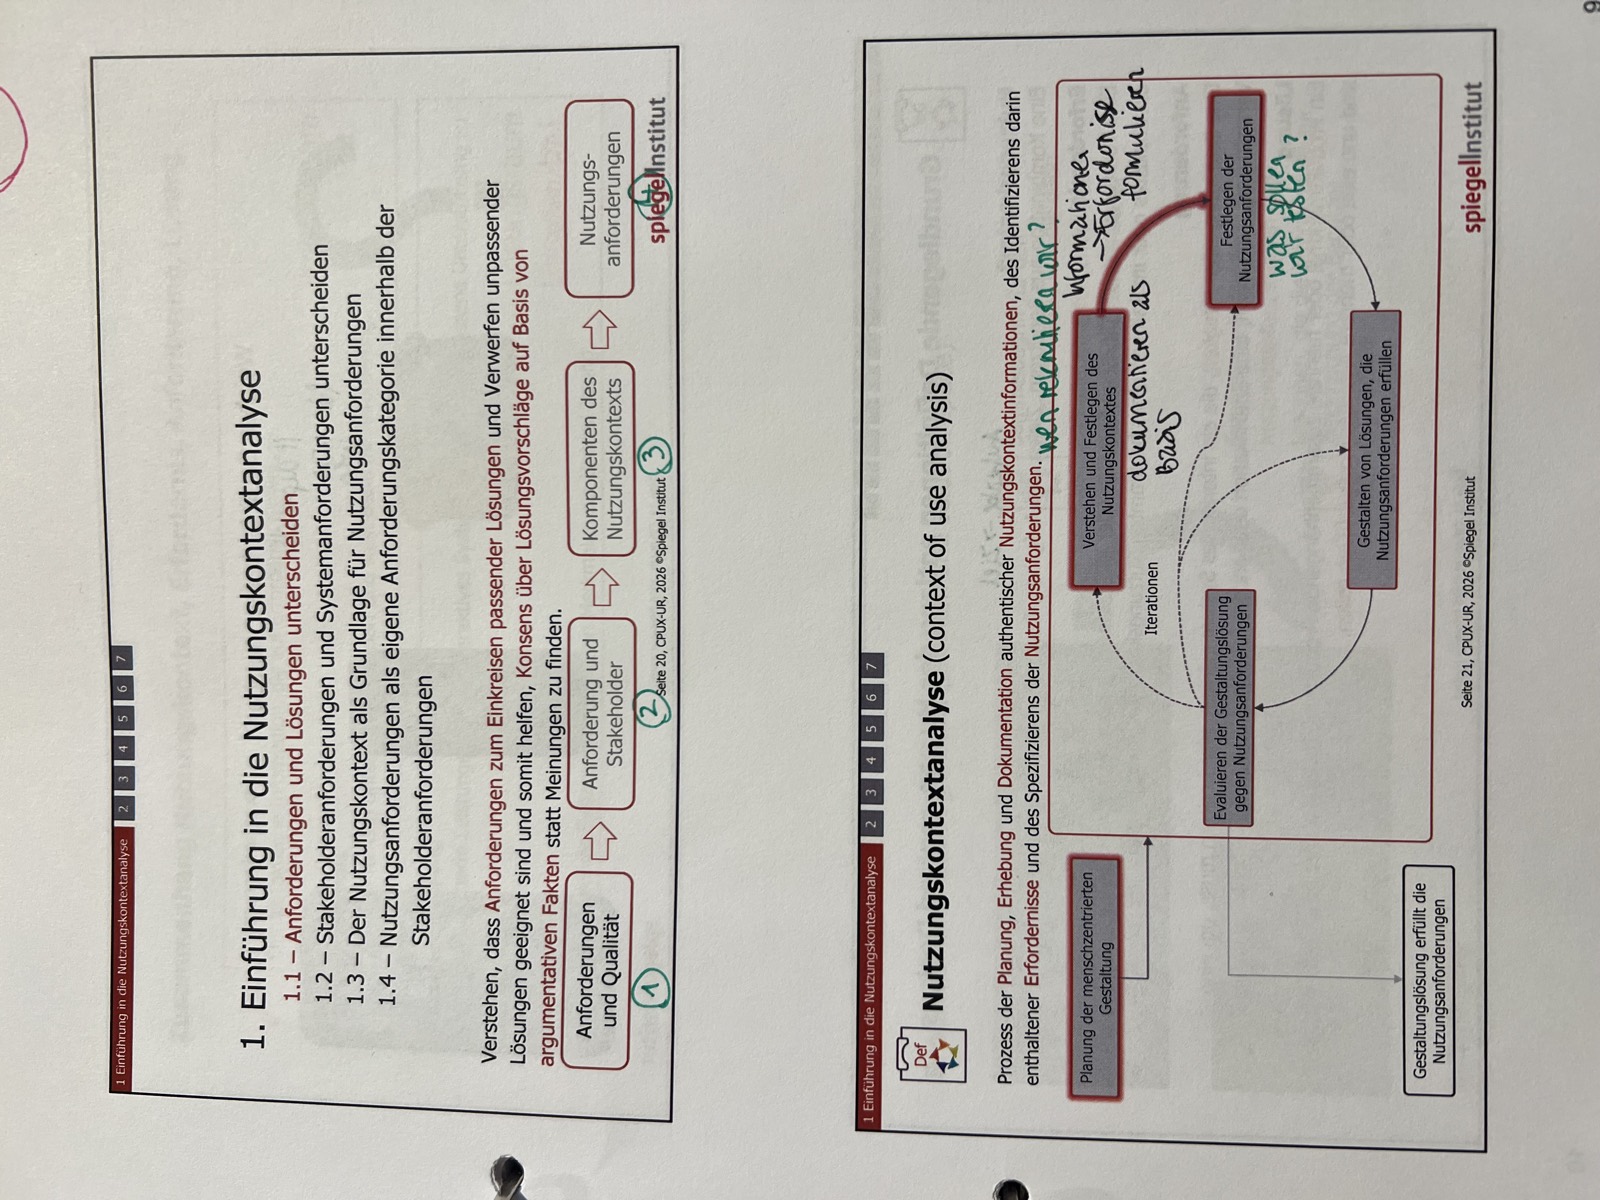 1 Einführung in die Nutzungskontextanalyse 2 3 4 5 6 7
1. Einführung in die Nutzungskontextanalyse
1.1 – Anforderungen und Lösungen unterscheiden
1.2 – Stakeholderanforderungen und Systemanforderungen unterscheiden
1.3 – Der Nutzungskontext als Grundlage für Nutzungsanforderungen
1.4 – Nutzungsanforderungen als eigene Anforderungskategorie innerhalb der
Stakeholderanforderungen
Verstehen, dass Anforderungen zum Einkreisen passender Lösungen und Verwerfen unpassender
Lösungen geeignet sind und somit helfen, Konsens über Lösungsvorschläge auf Basis von
argumentativen Fakten statt Meinungen zu finden.
Anforderungen
und Qualität
Anforderung und
Stakeholder
Komponenten des
Nutzungskontexts
Nutzungs-
anforderungen
1
2
3
4
Seite 20, CPUX-UR, 2026 ©Spiegel Institut
spiegelInstitut
1 Einführung in die Nutzungskontextanalyse 2 3 4 5 6 7
Def
Nutzungskontextanalyse (context of use analysis)
Prozess der Planung, Erhebung und Dokumentation authentischer Nutzungskontextinformationen, des Identifizierens darin
enthaltener Erfordernisse und des Spezifizierens der Nutzungsanforderungen.
wen rekrutieren wir?
Planung der menschzentrierten
Gestaltung
Verstehen und Festlegen des
Nutzungskontextes
Informationen
→ Erfordernise
formulieren
dokumentieren als
Basis
Iterationen
Evaluieren der Gestaltungslösung
gegen Nutzungsanforderungen
Festlegen der
Nutzungsanforderungen
was sollen
wir testen?
Gestalten von Lösungen, die
Nutzungsanforderungen erfüllen
Gestaltungslösung erfüllt die
Nutzungsanforderungen
Seite 21, CPUX-UR, 2026 ©Spiegel Institut
spiegelInstitut
9